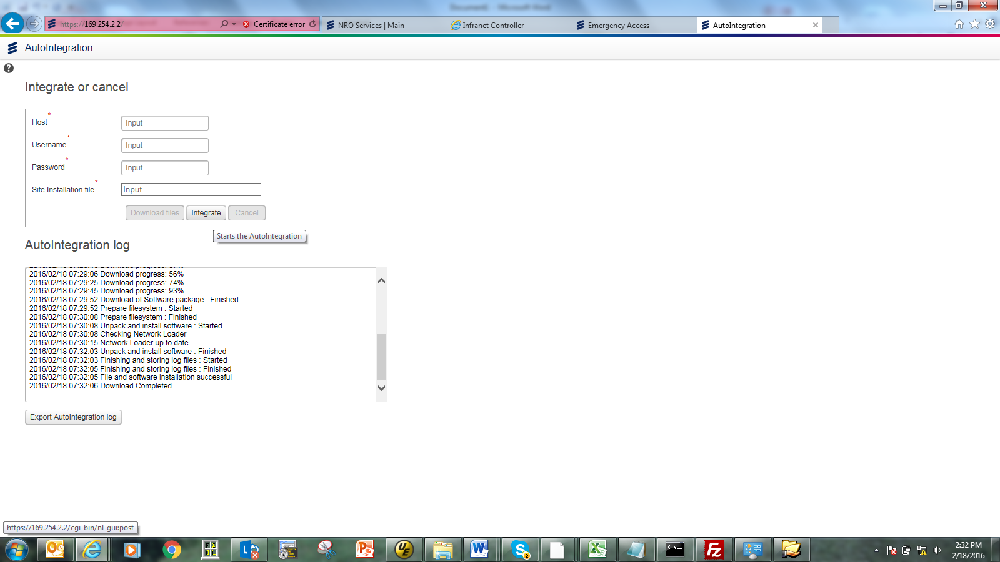 Document1 - Microsoft Word
https://169.254.2.2/
Certificate error
NRO Services | Main
Infranet Controller
Emergency Access
AutoIntegration
AutoIntegration
Integrate or cancel
Host *
Input
Username *
Input
Password *
Input
Site Installation file *
Input
Download files
Integrate
Cancel
Starts the AutoIntegration
AutoIntegration log
2016/02/18 07:29:06 Download progress: 56%
2016/02/18 07:29:25 Download progress: 74%
2016/02/18 07:29:45 Download progress: 93%
2016/02/18 07:29:52 Download of Software package : Finished
2016/02/18 07:29:52 Prepare filesystem : Started
2016/02/18 07:30:08 Prepare filesystem : Finished
2016/02/18 07:30:08 Unpack and install software : Started
2016/02/18 07:30:08 Checking Network Loader
2016/02/18 07:30:15 Network Loader up to date
2016/02/18 07:32:03 Unpack and install software : Finished
2016/02/18 07:32:03 Finishing and storing log files : Started
2016/02/18 07:32:05 Finishing and storing log files : Finished
2016/02/18 07:32:05 File and software installation successful
2016/02/18 07:32:06 Download Completed
Export AutoIntegration log
https://169.254.2.2/cgi-bin/nl_gui:post
2:32 PM
2/18/2016